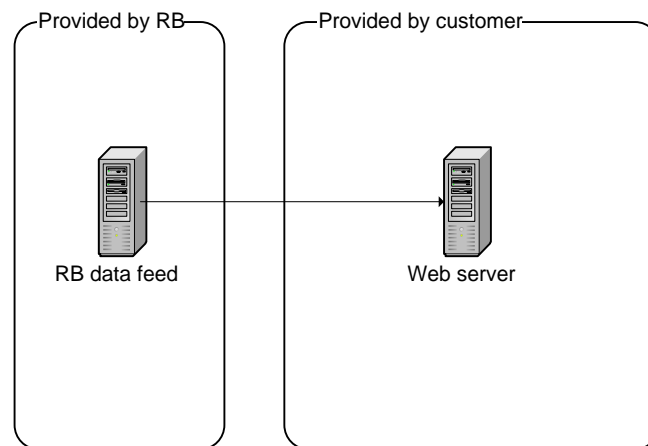 Provided by RB
Provided by customer
RB data feed
Web server